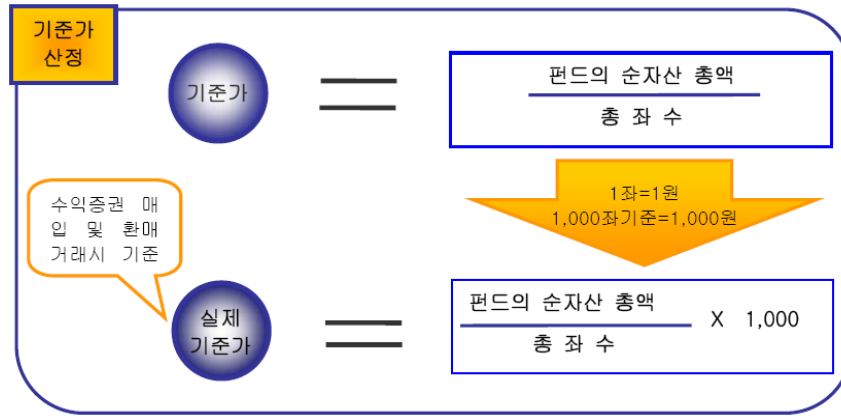 기준가
산정
기준가
펀드의 순자산 총액
총 좌 수
1좌=1원
1,000좌기준=1,000원
수익증권 매
입 및 환매
거래시 기준
실제
기준가
펀드의 순자산 총액
총 좌 수
X 1,000